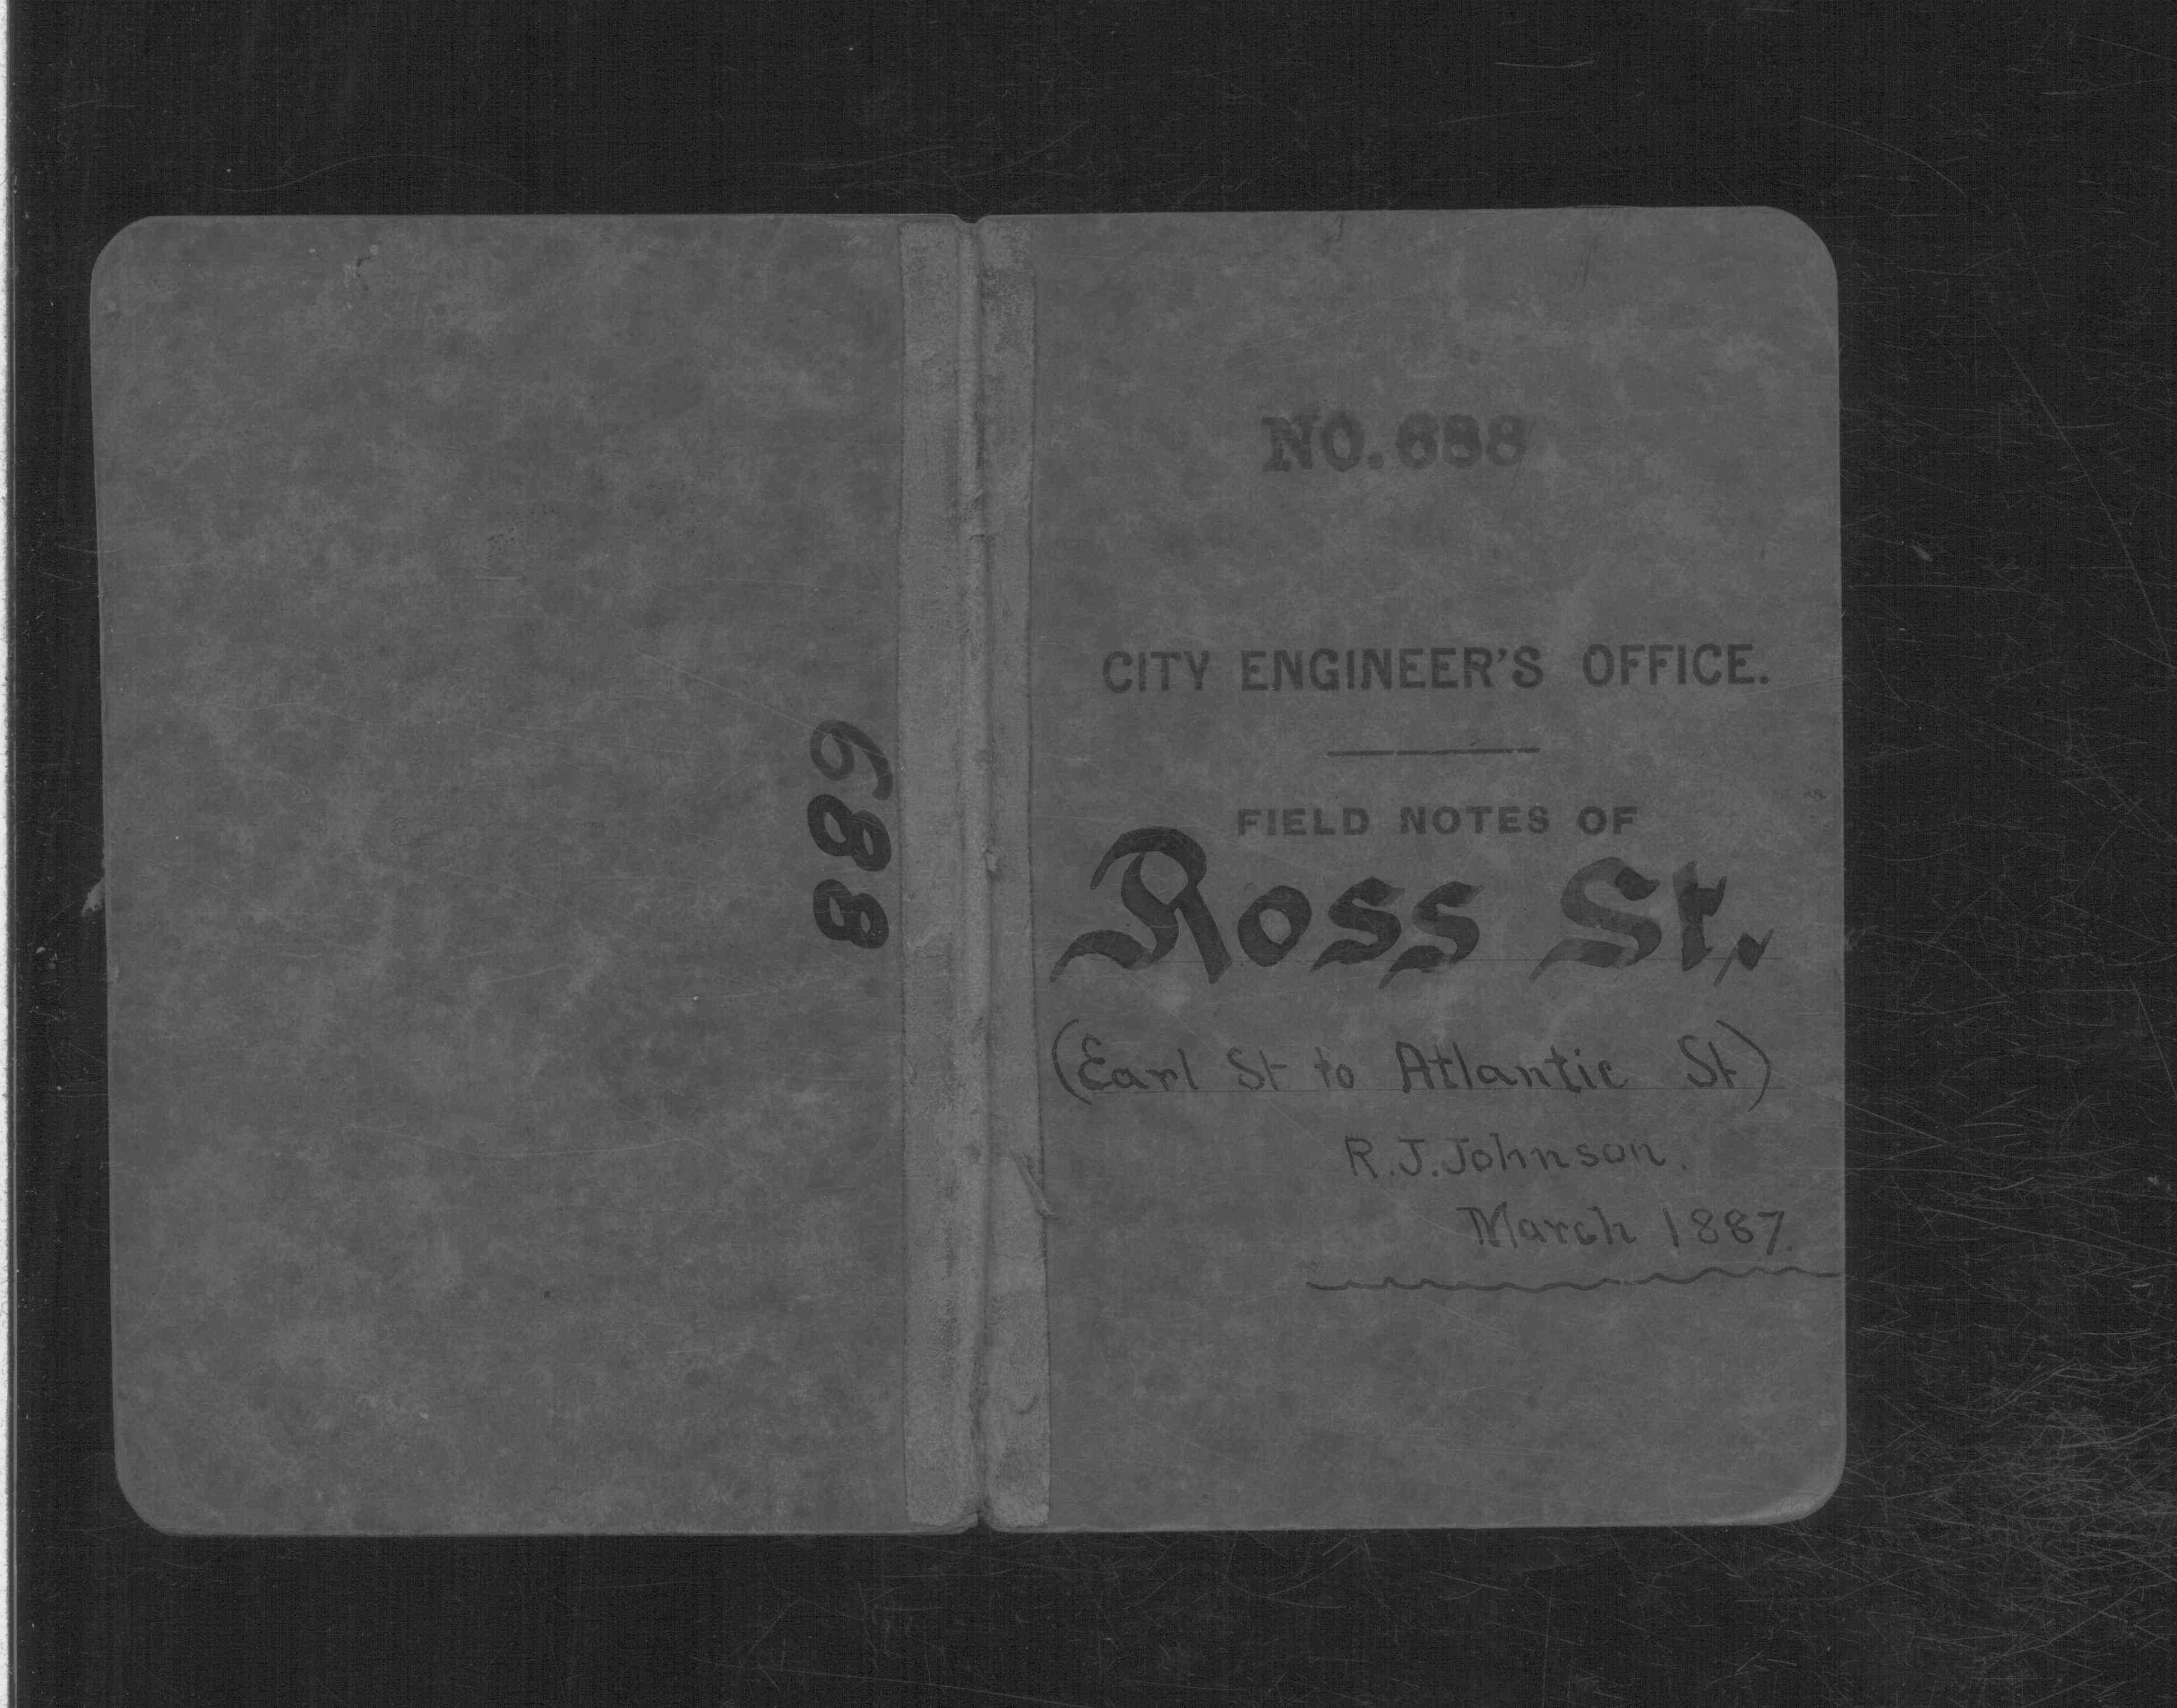 688
NO. 688
CITY ENGINEER'S OFFICE.
FIELD NOTES OF
Ross St.
(Earl St to Atlantic St)
R.J.Johnson.
March 1887.